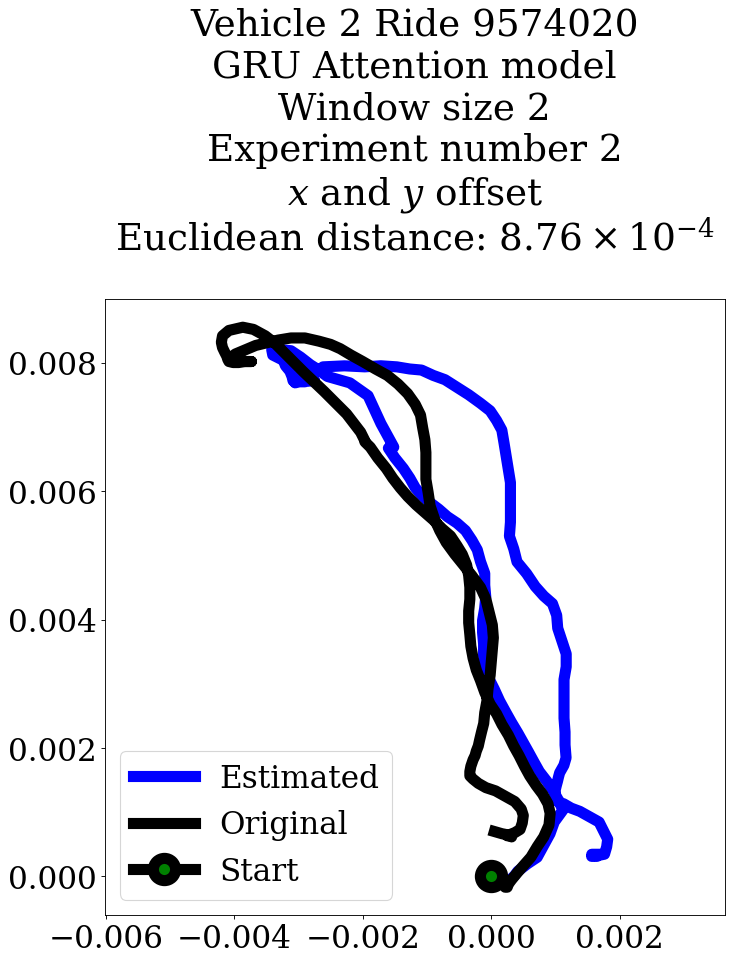 Vehicle 2 Ride 9574020
GRU Attention model
Window size 2
Experiment number 2
x and y offset
Euclidean distance: 8.76 × 10⁻⁴
0.008
0.006
0.004
0.002
0.000
Estimated
Original
Start
−0.006 −0.004 −0.002 0.000 0.002